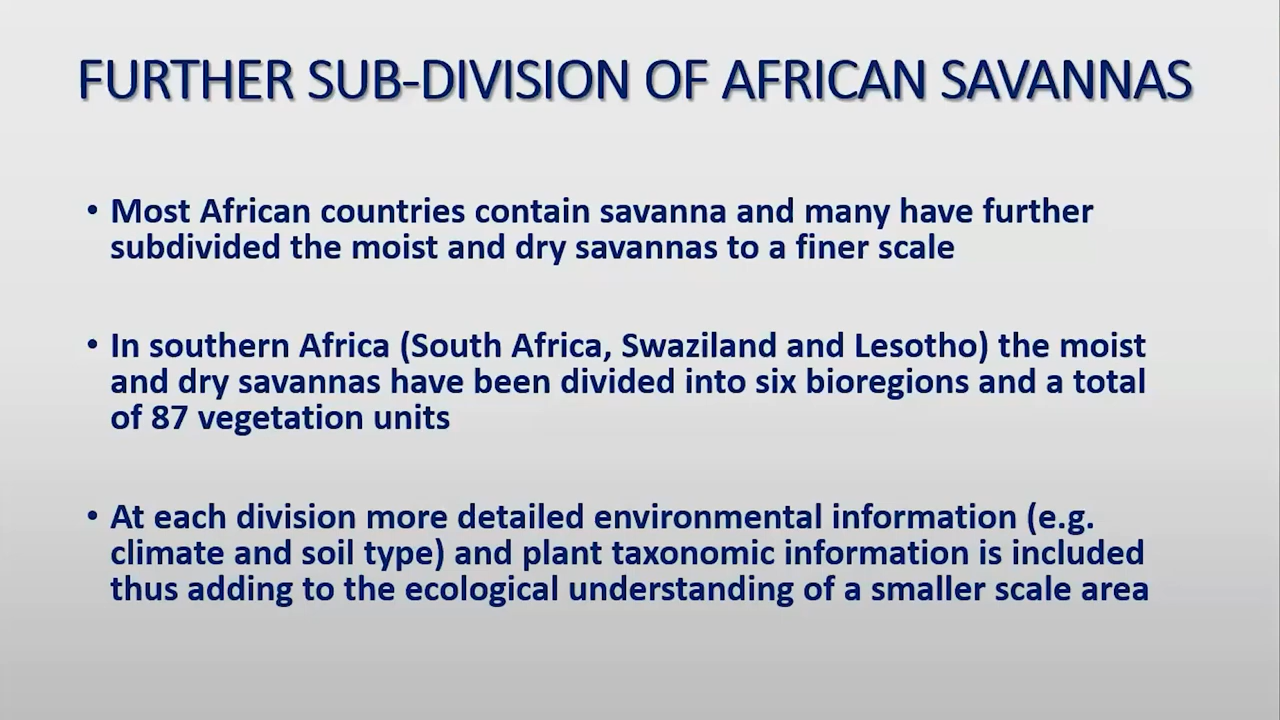 FURTHER SUB-DIVISION OF AFRICAN SAVANNAS
• Most African countries contain savanna and many have further
subdivided the moist and dry savannas to a finer scale
• In southern Africa (South Africa, Swaziland and Lesotho) the moist
and dry savannas have been divided into six bioregions and a total
of 87 vegetation units
• At each division more detailed environmental information (e.g.
climate and soil type) and plant taxonomic information is included
thus adding to the ecological understanding of a smaller scale area